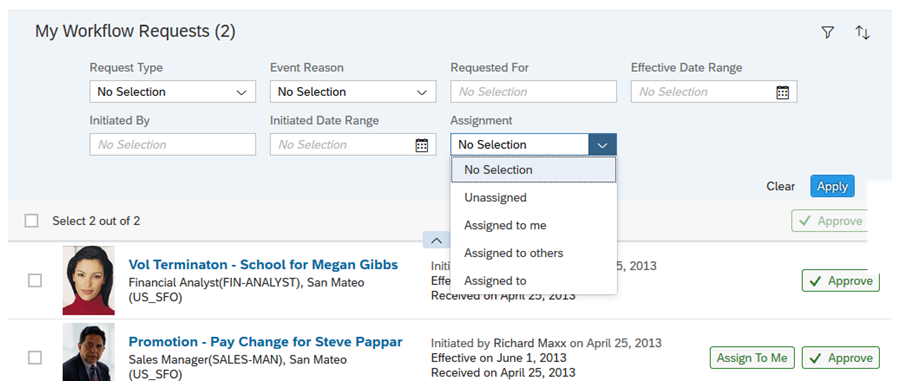 My Workflow Requests (2)
Request Type Event Reason Requested For Effective Date Range
No Selection No Selection No Selection No Selection
Initiated By Initiated Date Range Assignment
No Selection No Selection No Selection
No Selection
Unassigned
Assigned to me
Assigned to others
Assigned to
Clear Apply
Select 2 out of 2 Approve
Vol Terminaton - School for Megan Gibbs
Financial Analyst(FIN-ANALYST), San Mateo
(US_SFO)
25, 2013
Received on April 25, 2013
Approve
Promotion - Pay Change for Steve Pappar
Sales Manager(SALES-MAN), San Mateo
(US_SFO)
Initiated by Richard Maxx on April 25, 2013
Effective on June 1, 2013
Received on April 25, 2013
Assign To Me Approve